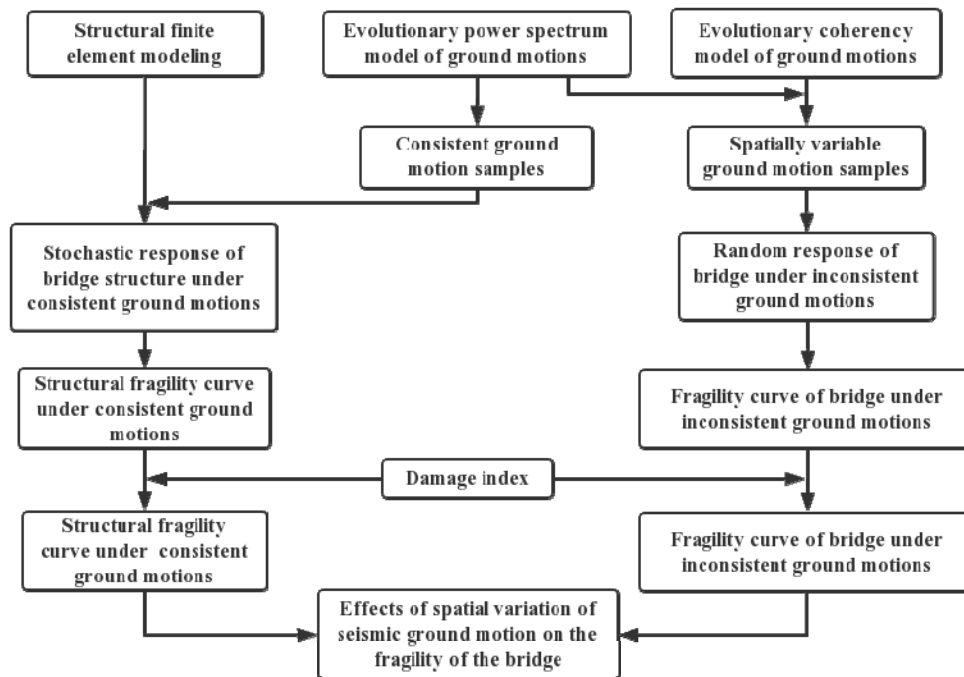 Structural finite
element modeling
Evolutionary power spectrum
model of ground motions
Evolutionary coherency
model of ground motions
Consistent ground
motion samples
Spatially variable
ground motion samples
Stochastic response of
bridge structure under
consistent ground motions
Random response of
bridge under inconsistent
ground motions
Structural fragility curve
under consistent ground
motions
Fragility curve of bridge under
inconsistent ground motions
Damage index
Structural fragility
curve under consistent
ground motions
Fragility curve of bridge under
inconsistent ground motions
Effects of spatial variation of
seismic ground motion on the
fragility of the bridge